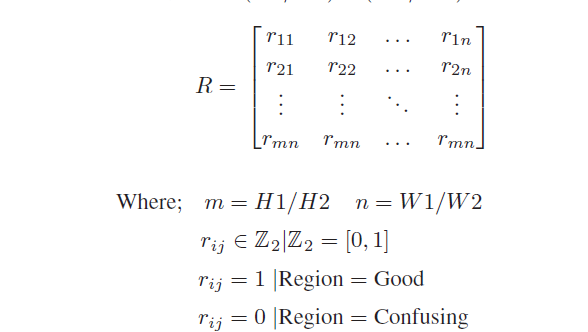 r11 r12 ... r1n
r21 r22 ... r2n
R =
⋮ ⋮ ⋱ ⋮
rmn rmn ... rmn
Where; m = H1/H2 n = W1/W2
rij ∈ ℤ2|ℤ2 = [0, 1]
rij = 1 |Region = Good
rij = 0 |Region = Confusing